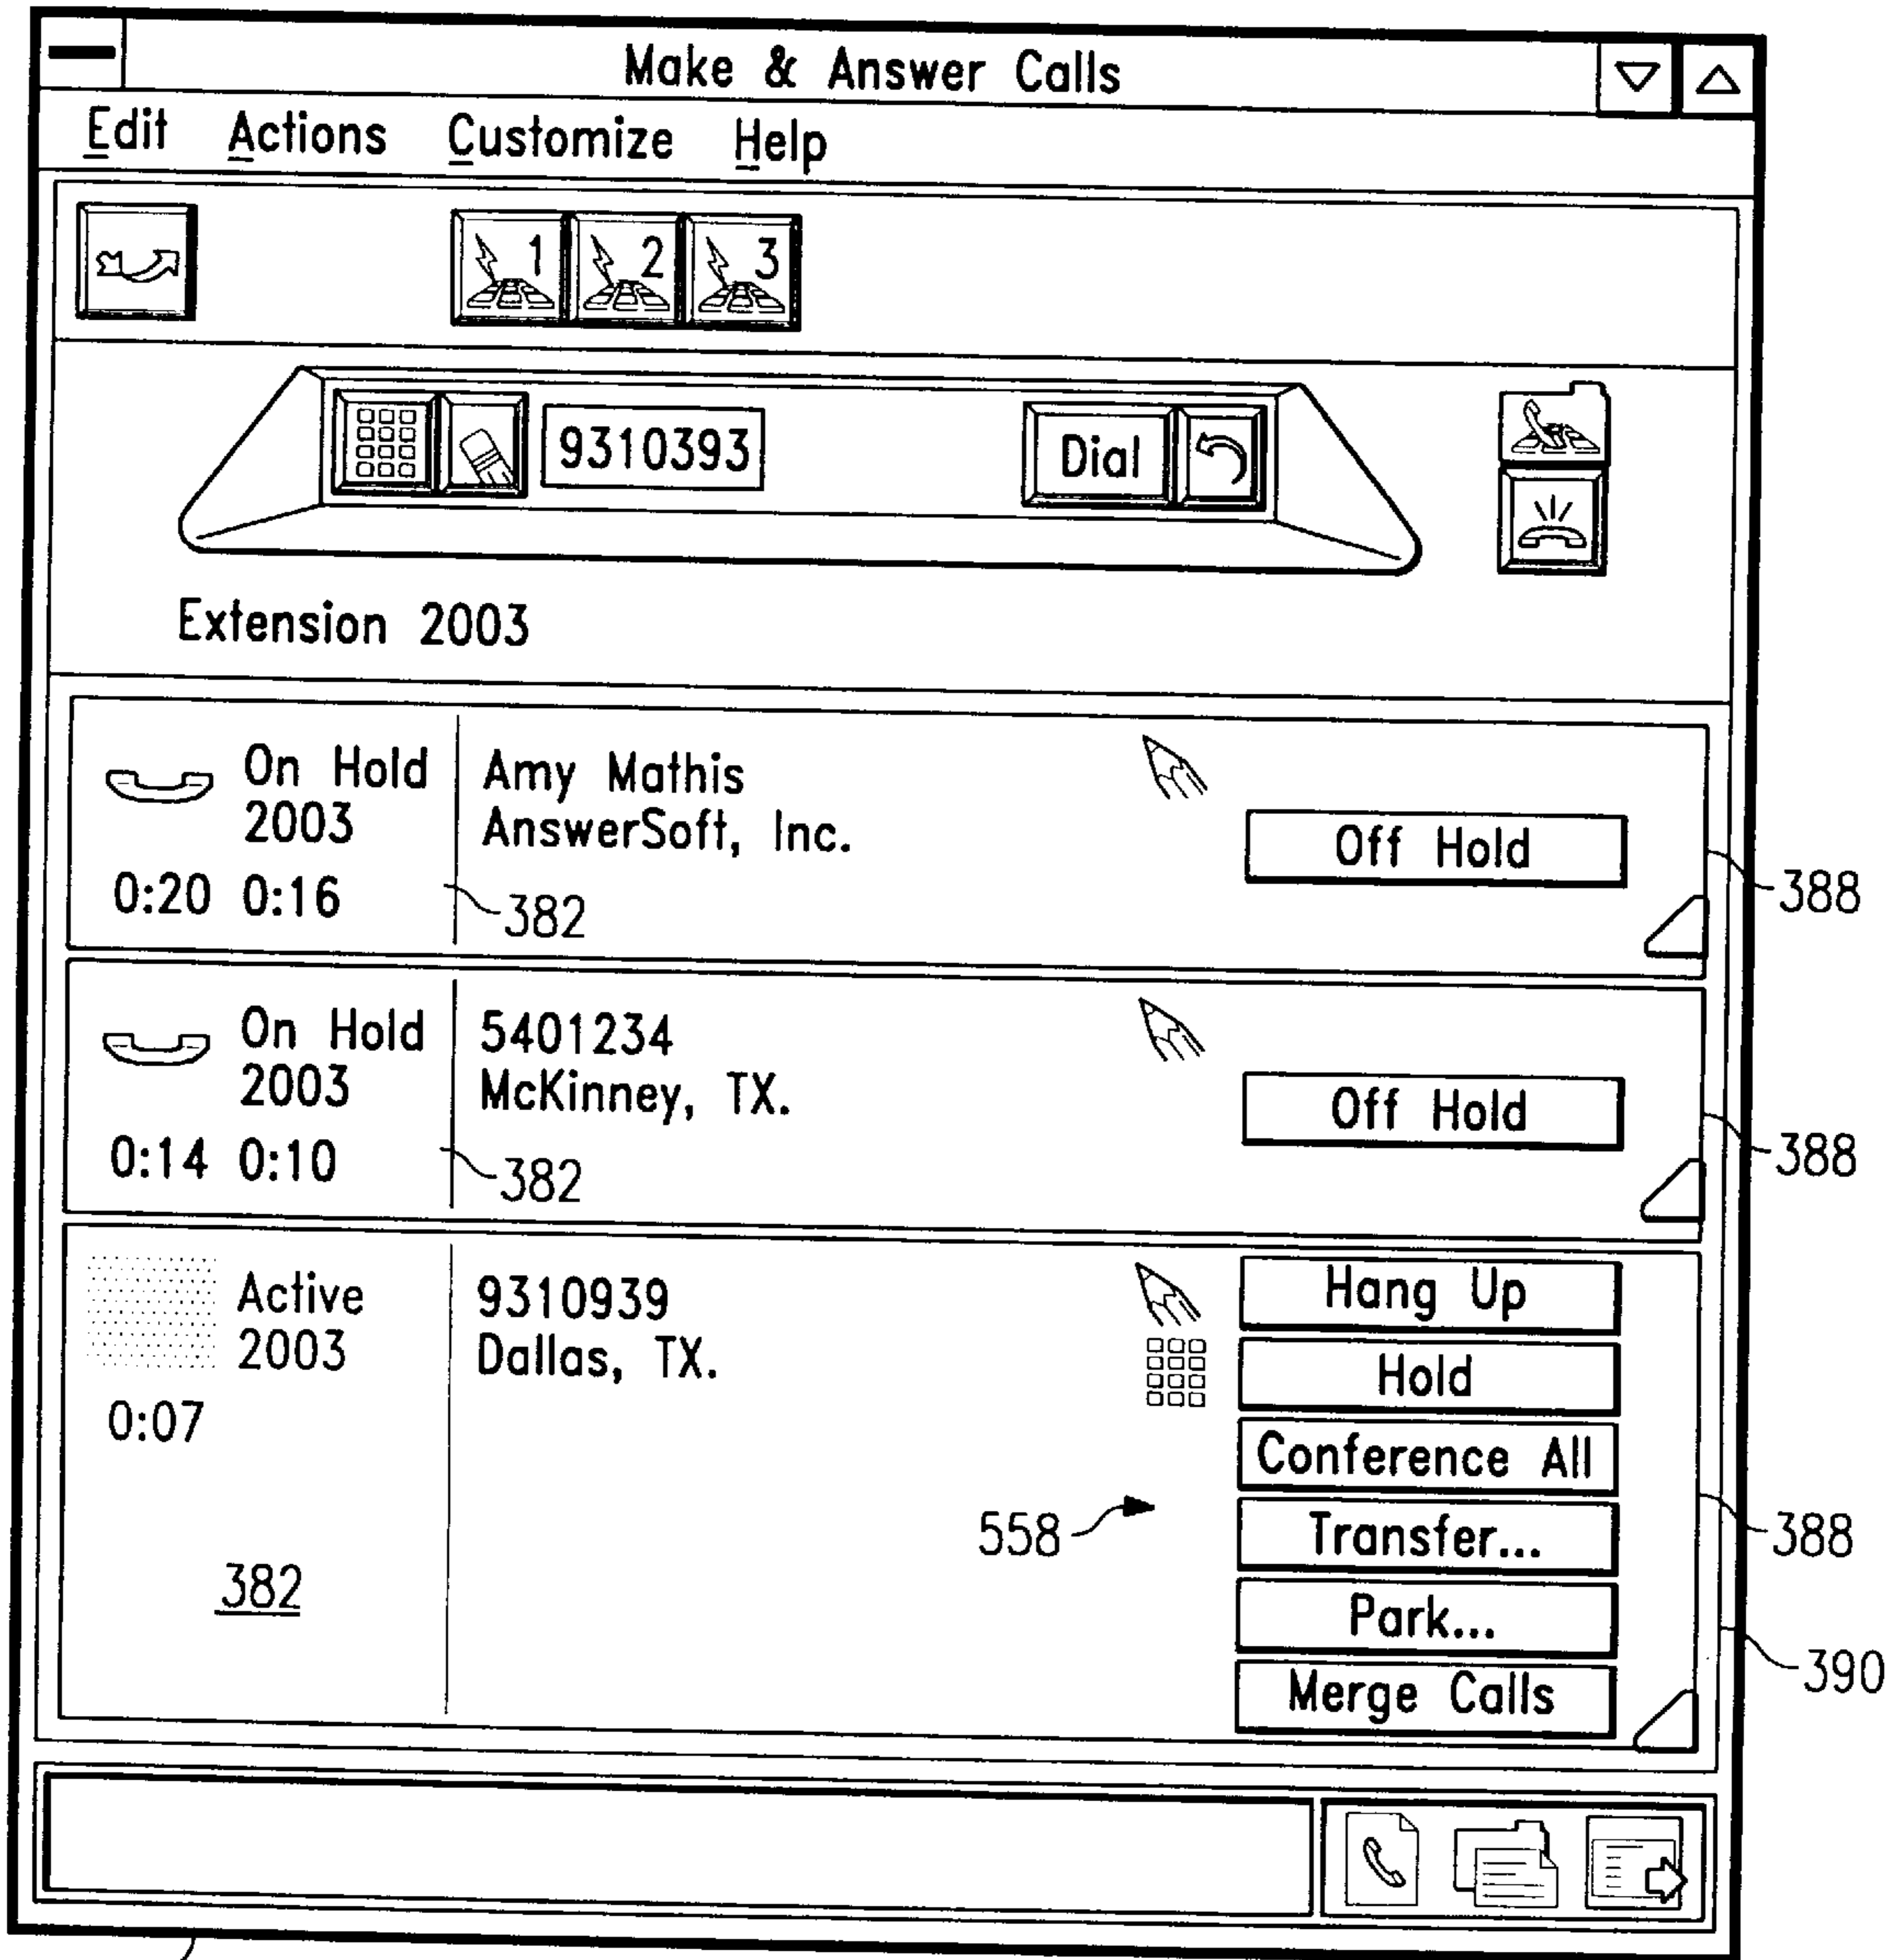 Make & Answer Calls
Edit Actions Customize Help
1 2 3
9310393 Dial
Extension 2003
On Hold
2003
0:20 0:16
Amy Mathis
AnswerSoft, Inc.
Off Hold
382
388
On Hold
2003
0:14 0:10
5401234
McKinney, TX.
Off Hold
382
388
Active
2003
0:07
382
9310939
Dallas, TX.
Hang Up
Hold
Conference All
Transfer...
Park...
Merge Calls
558
388
390